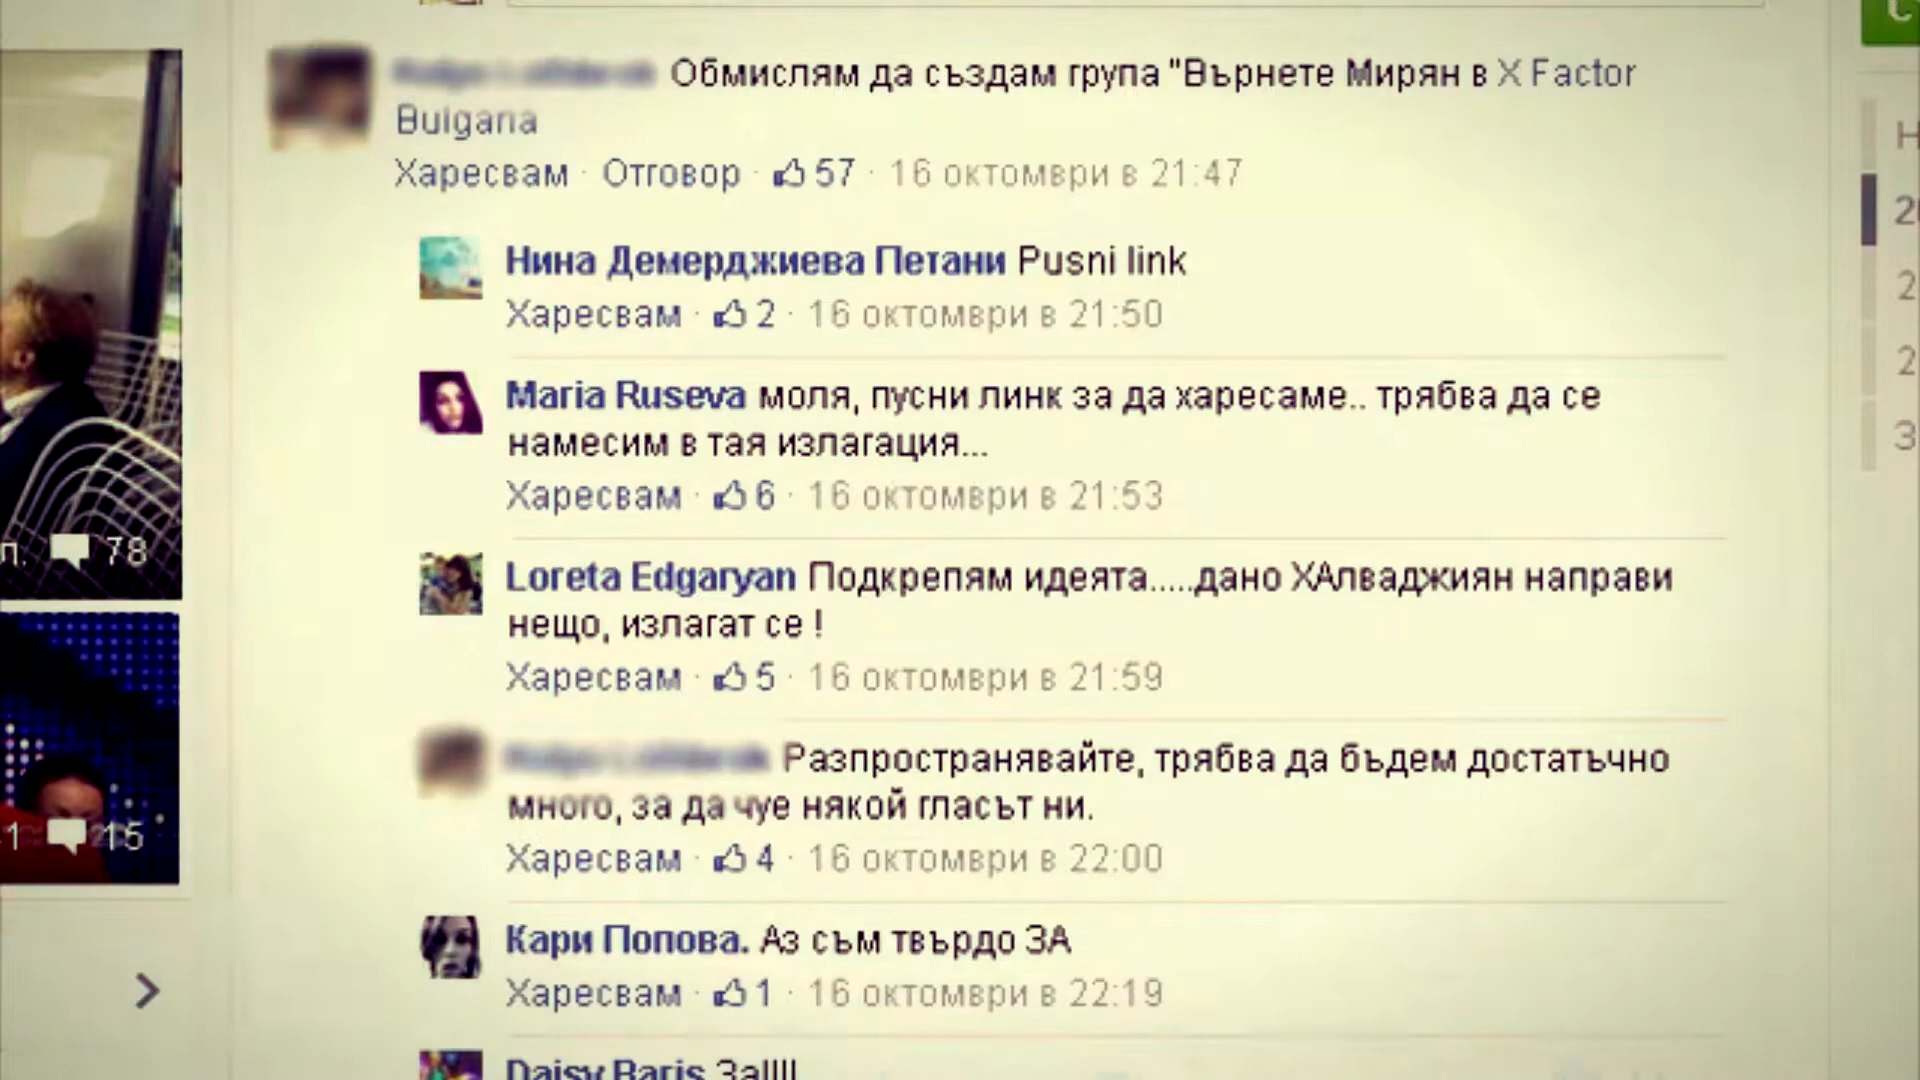 Обмислям да създам група "Върнете Мирян в X Factor
Bulgaria
Харесвам · Отговор · 57 · 16 октомври в 21:47
Нина Демерджиева Петани Pusni link
Харесвам · 2 · 16 октомври в 21:50
Maria Ruseva моля, пусни линк за да харесаме.. трябва да се
намесим в тая излагация...
Харесвам · 6 · 16 октомври в 21:53
Loreta Edgaryan Подкрепям идеята.....дано ХАлваджиян направи
нещо, излагат се !
Харесвам · 5 · 16 октомври в 21:59
Разпространявайте, трябва да бъдем достатъчно
много, за да чуе някой гласът ни.
Харесвам · 4 · 16 октомври в 22:00
Кари Попова. Аз съм твърдо ЗА
Харесвам · 1 · 16 октомври в 22:19
Daisy Baris За!!!!
78
1 215